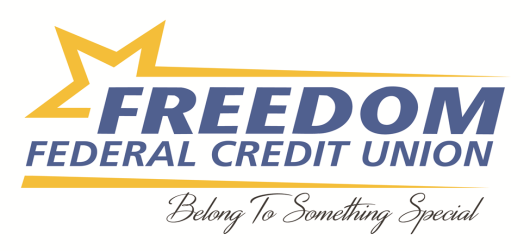 FREEDOM
FEDERAL CREDIT UNION
Belong To Something Special